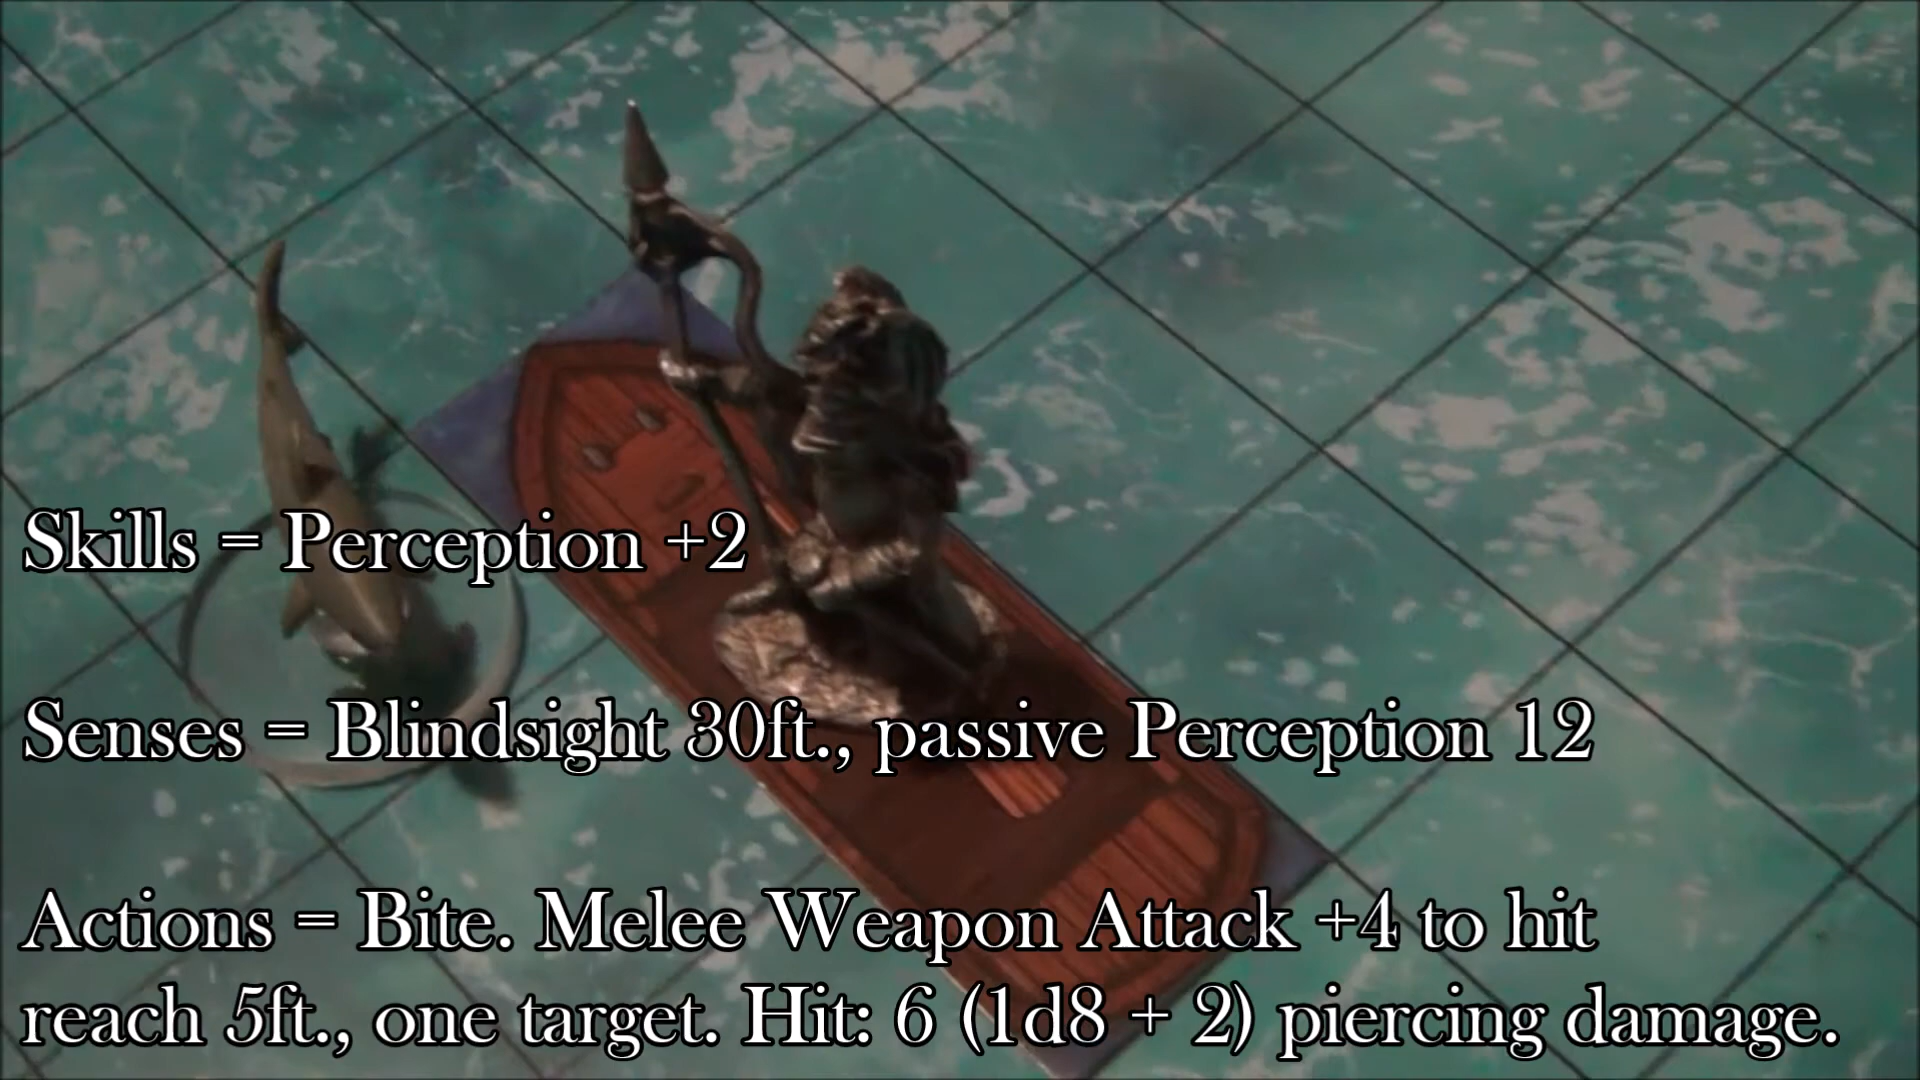 Skills = Perception +2
Senses = Blindsight 30ft., passive Perception 12
Actions = Bite. Melee Weapon Attack +4 to hit
reach 5ft., one target. Hit: 6 (1d8 + 2) piercing damage.